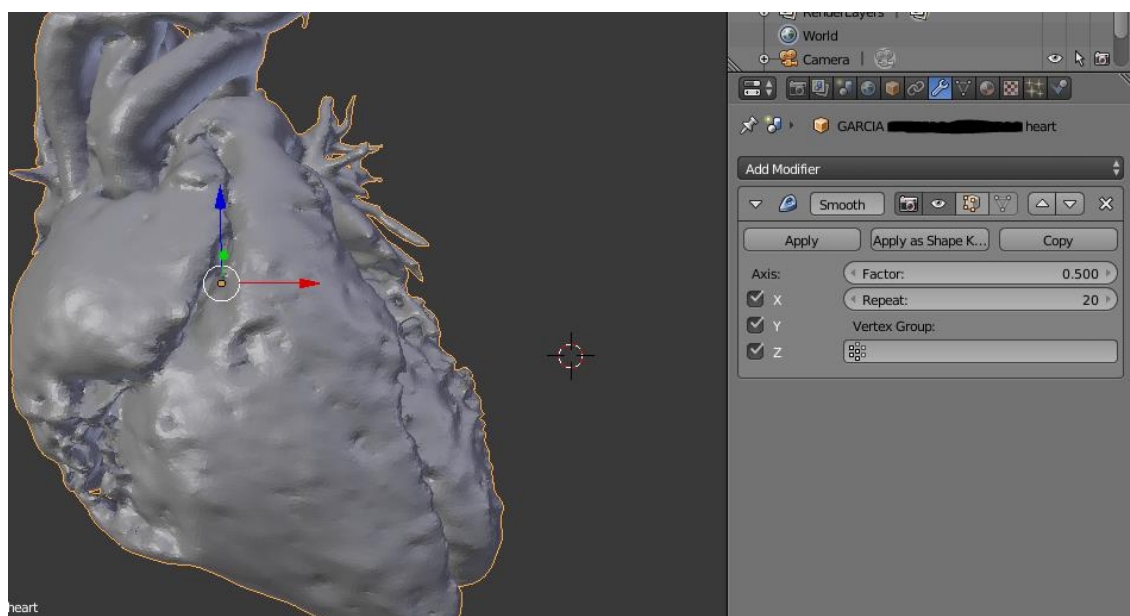 RenderLayers |
World
Camera |
GARCIA heart
Add Modifier
Smooth
Apply Apply as Shape K... Copy
Axis: Factor: 0.500
X Repeat: 20
Y Vertex Group:
Z
heart